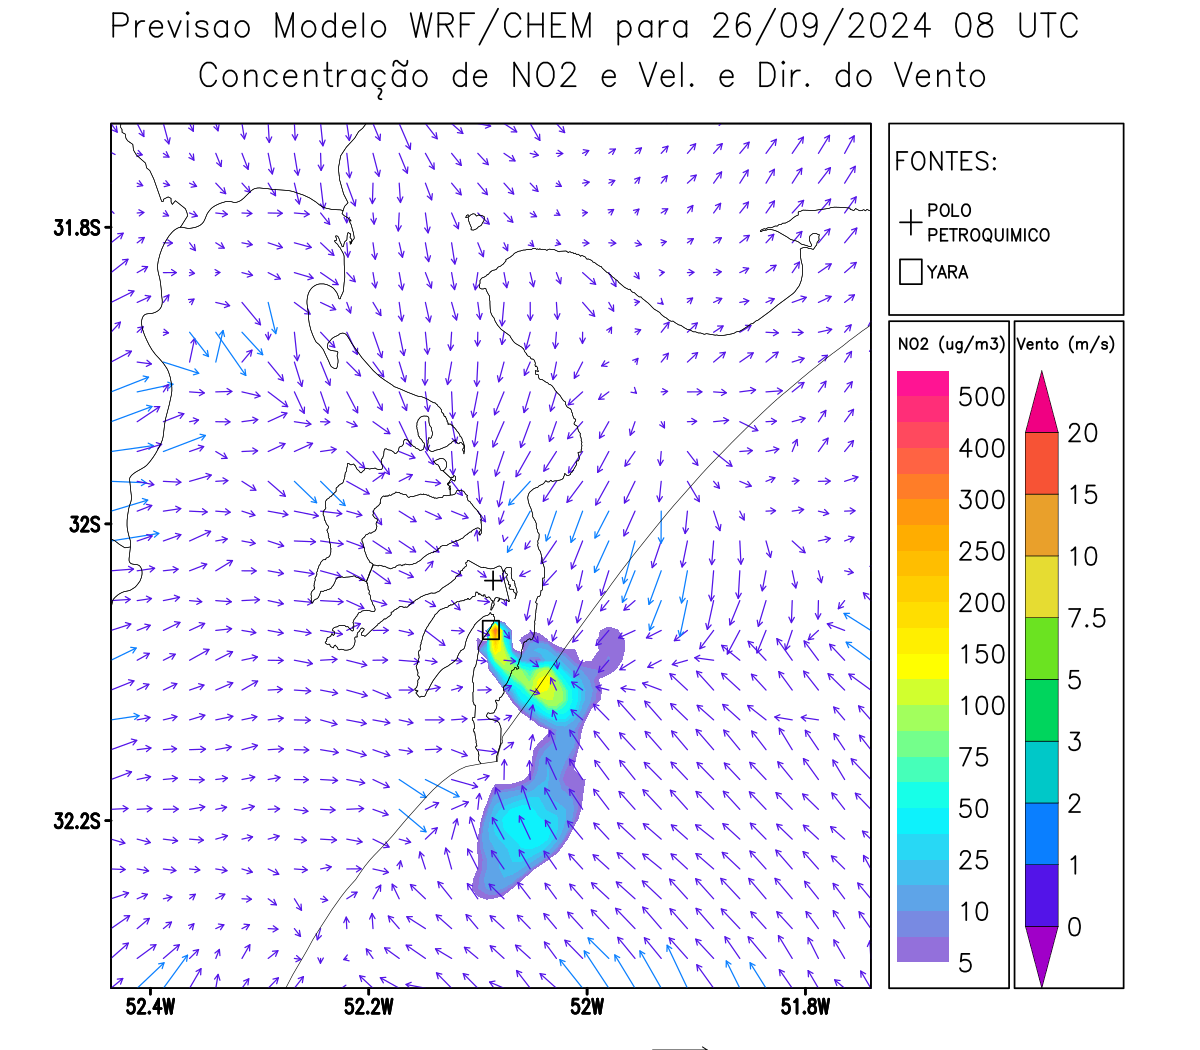 Previsao Modelo WRF/CHEM para 26/09/2024 08 UTC
Concentração de NO2 e Vel. e Dir. do Vento
FONTES:
POLO
PETROQUIMICO
YARA
NO2 (ug/m3)
500
400
300
250
200
150
100
75
50
25
10
5
Vento (m/s)
20
15
10
7.5
5
3
2
1
0
31.8S
32S
32.2S
52.4W
52.2W
52W
51.8W